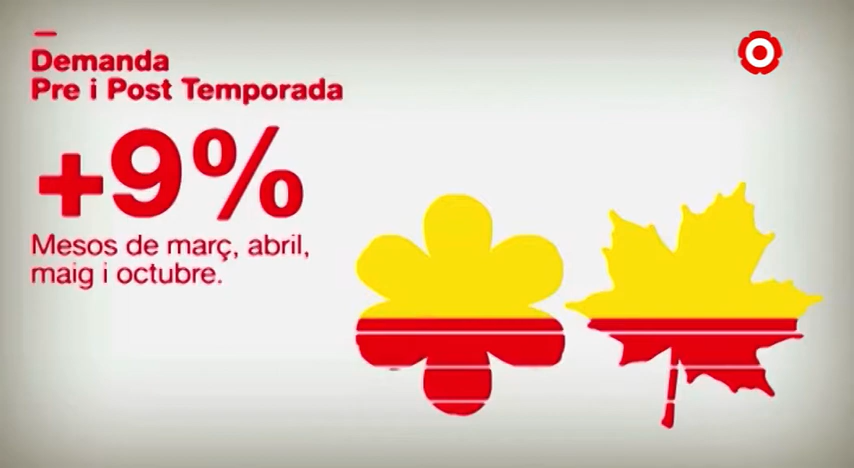 Demanda
Pre i Post Temporada
+9%
Mesos de març, abril,
maig i octubre.